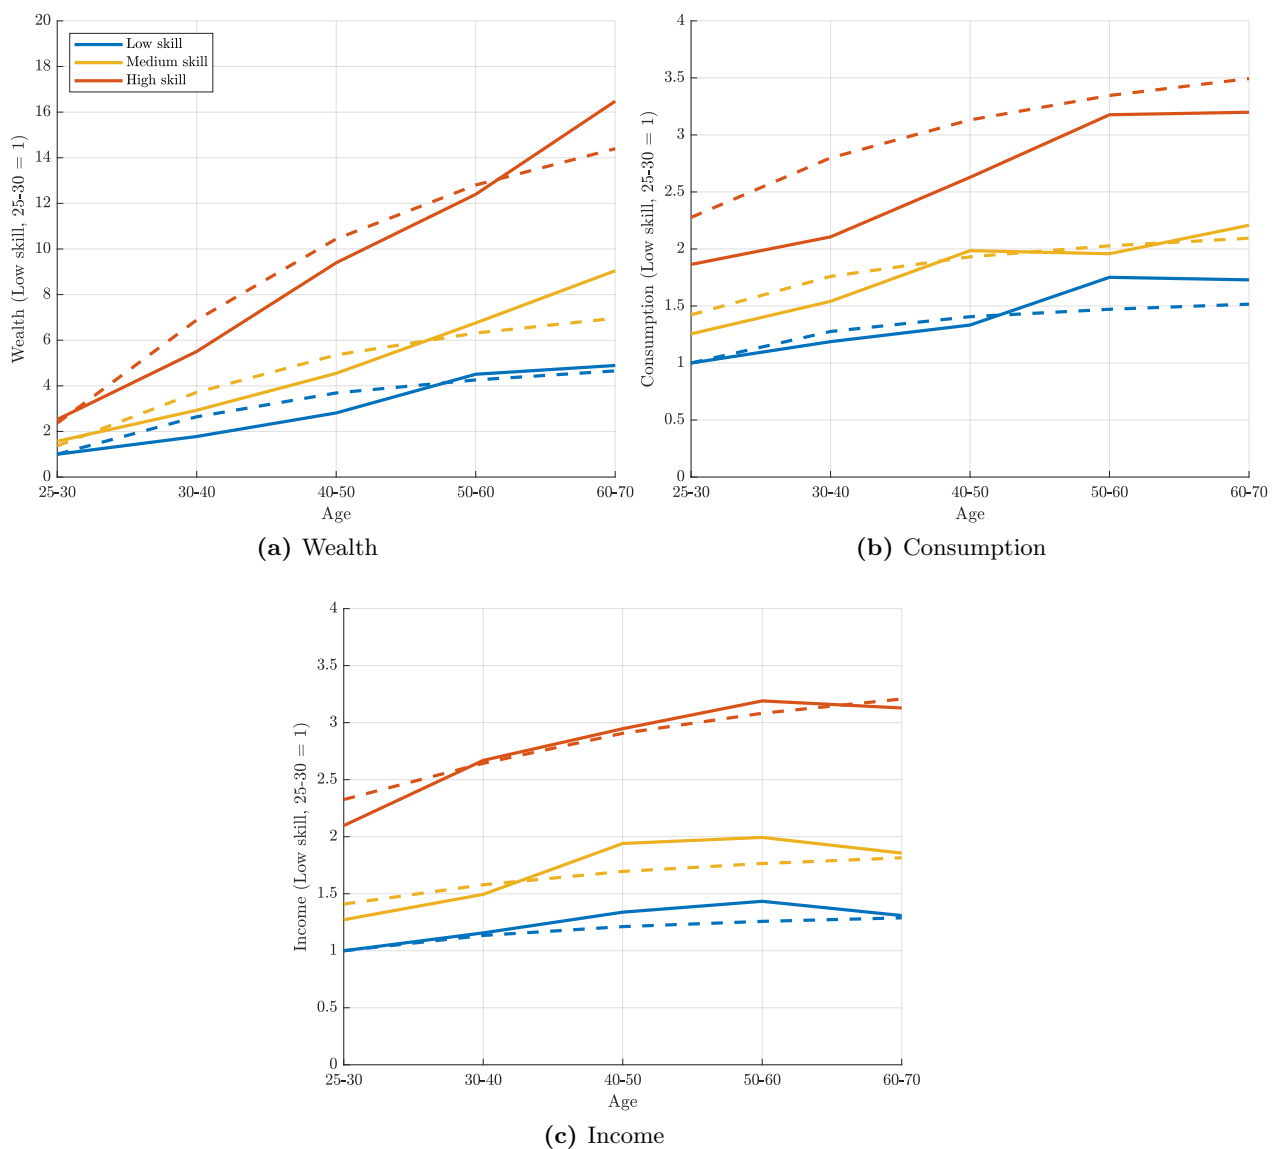 Wealth (Low skill, 25-30 = 1)
20
18
16
14
12
10
8
6
4
2
0
Low skill
Medium skill
High skill
25-30 30-40 40-50 50-60 60-70
Age
(a) Wealth
Consumption (Low skill, 25-30 = 1)
4
3.5
3
2.5
2
1.5
1
0.5
0
25-30 30-40 40-50 50-60 60-70
Age
(b) Consumption
Income (Low skill, 25-30 = 1)
4
3.5
3
2.5
2
1.5
1
0.5
0
25-30 30-40 40-50 50-60 60-70
Age
(c) Income